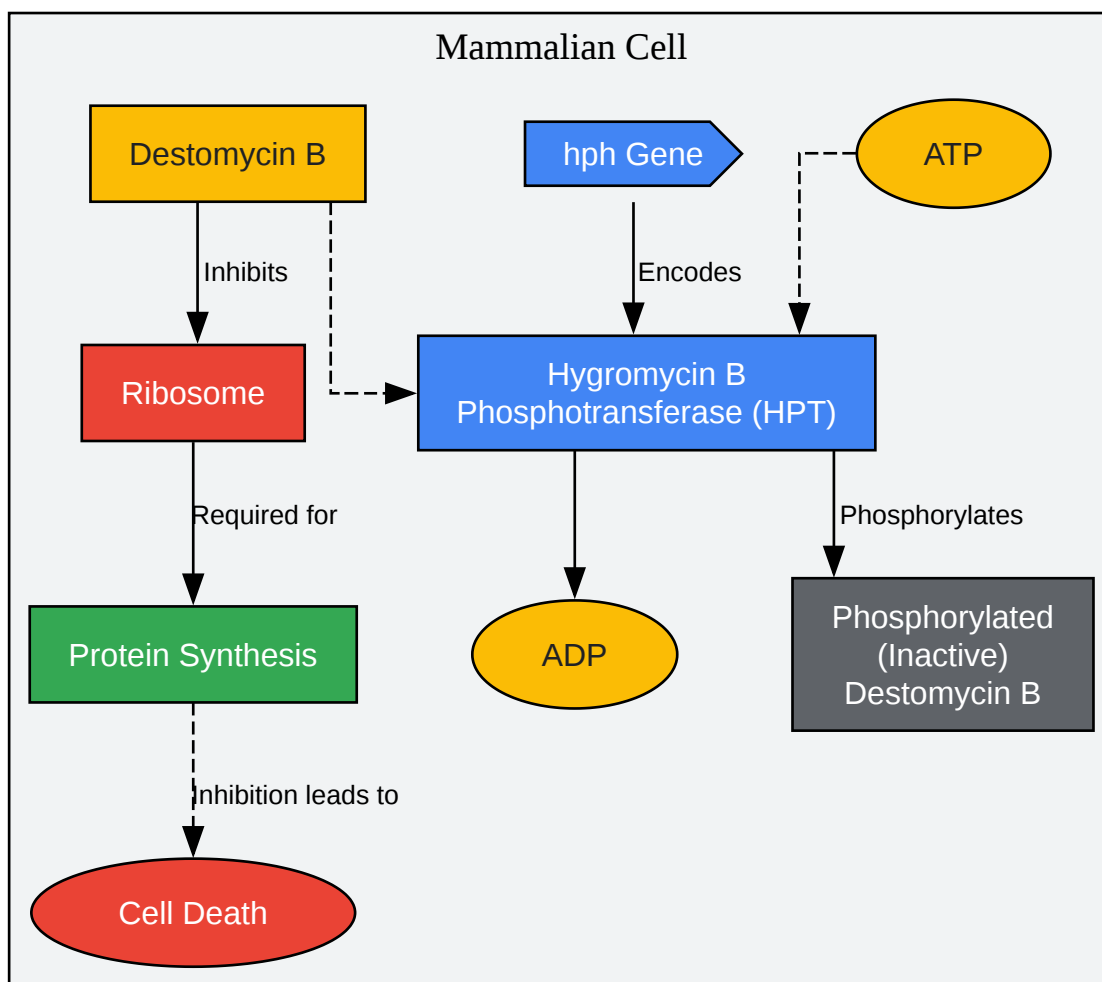 Mammalian Cell
Destomycin B
hph Gene
ATP
Inhibits
Encodes
Ribosome
Hygromycin B
Phosphotransferase (HPT)
Required for
Phosphorylates
Protein Synthesis
ADP
Phosphorylated
(Inactive)
Destomycin B
Inhibition leads to
Cell Death